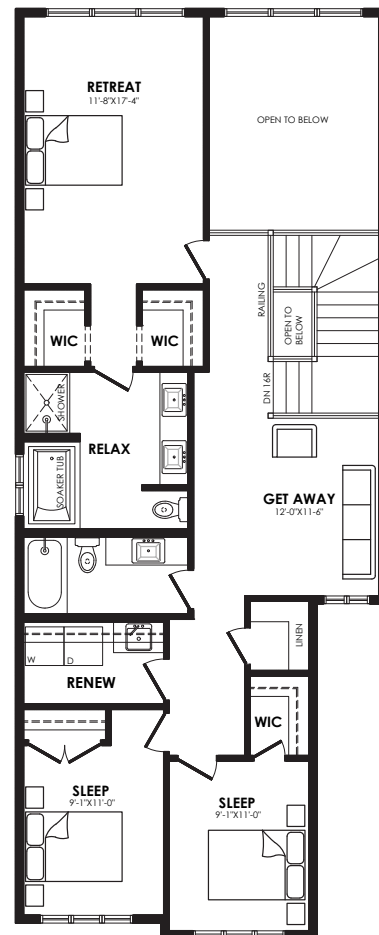 RETREAT
11'-8"X17'-4"
OPEN TO BELOW
RAILING
OPEN TO
BELOW
WIC
WIC
DN 16R
SHOWER
RELAX
SOAKER TUB
GET AWAY
12'-0"X11'-6"
LINEN
W
D
RENEW
WIC
SLEEP
9'-1"X11'-0"
SLEEP
9'-1"X11'-0"